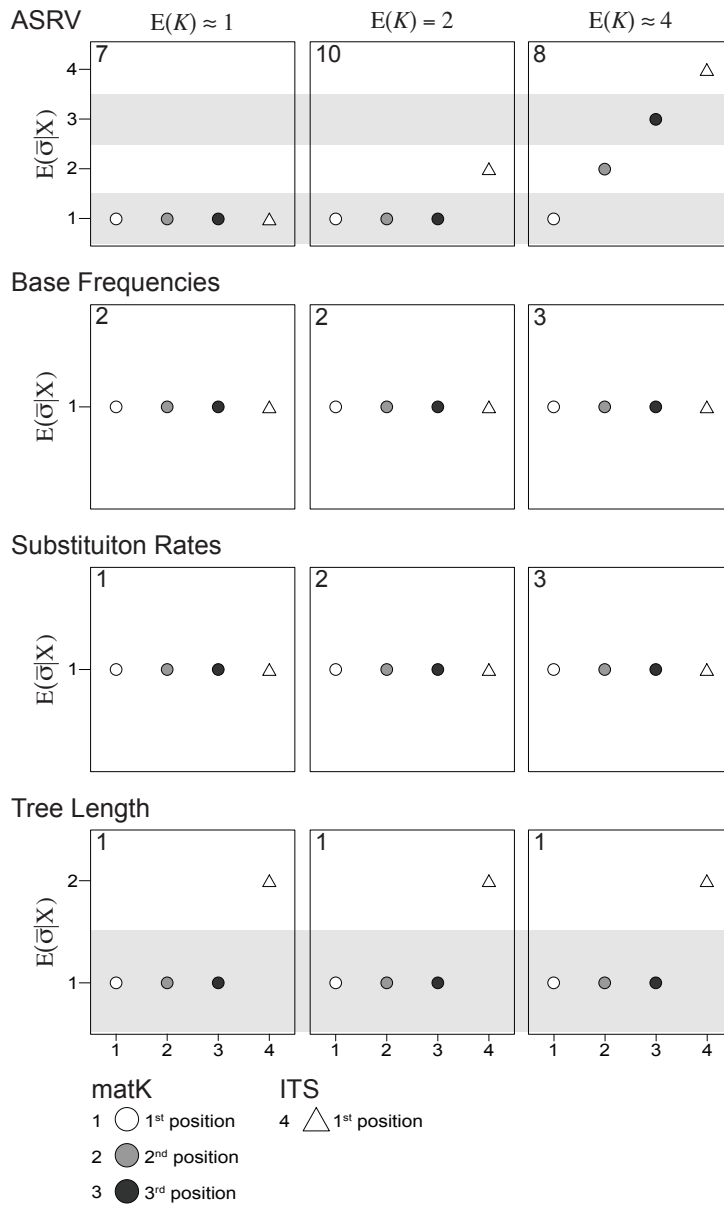 ASRV E(K) ≈ 1 E(K) = 2 E(K) ≈ 4
7 10 8
4
3
2
1
E(σ̅|X)
Base Frequencies
2 2 3
1
E(σ̅|X)
Substituiton Rates
1 2 3
1
E(σ̅|X)
Tree Length
1 1 1
2
1
E(σ̅|X)
1 2 3 4 1 2 3 4 1 2 3 4
matK ITS
1 1st position 4 1st position
2 2nd position
3 3rd position